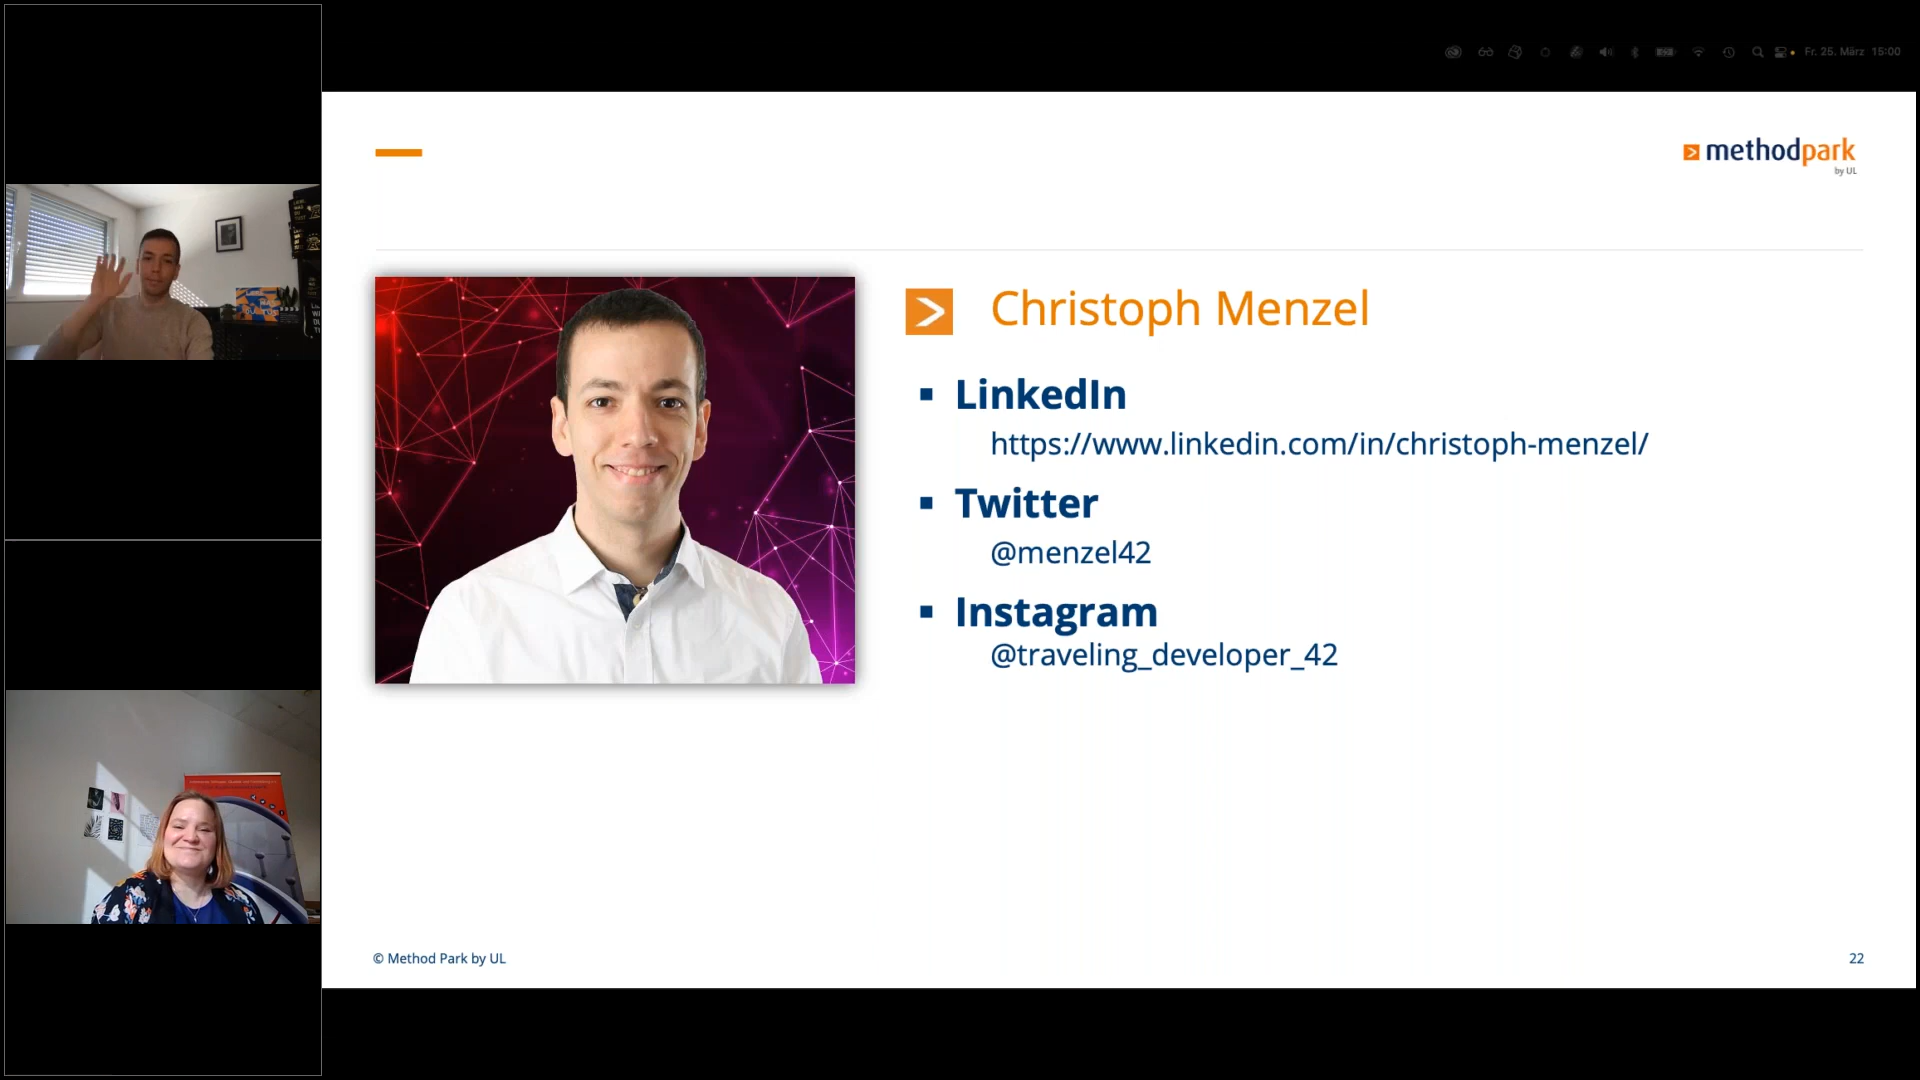 Fr. 25. März 15:00
methodpark
by UL
Christoph Menzel
LinkedIn
https://www.linkedin.com/in/christoph-menzel/
Twitter
@menzel42
Instagram
@traveling_developer_42
© Method Park by UL
22